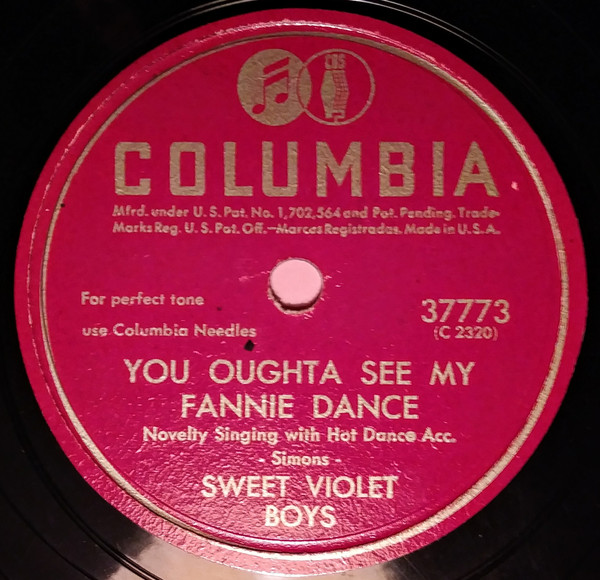 CBS
COLUMBIA
Mfrd. under U.S. Pat. No. 1,702,564 and Pat. Pending. Trade-
Marks Reg. U.S. Pat. Off.—Marcas Registradas. Made in U.S.A.
For perfect tone
use Columbia Needles
37773
(C 2320)
YOU OUGHTA SEE MY
FANNIE DANCE
Novelty Singing with Hot Dance Acc.
- Simons -
SWEET VIOLET
BOYS